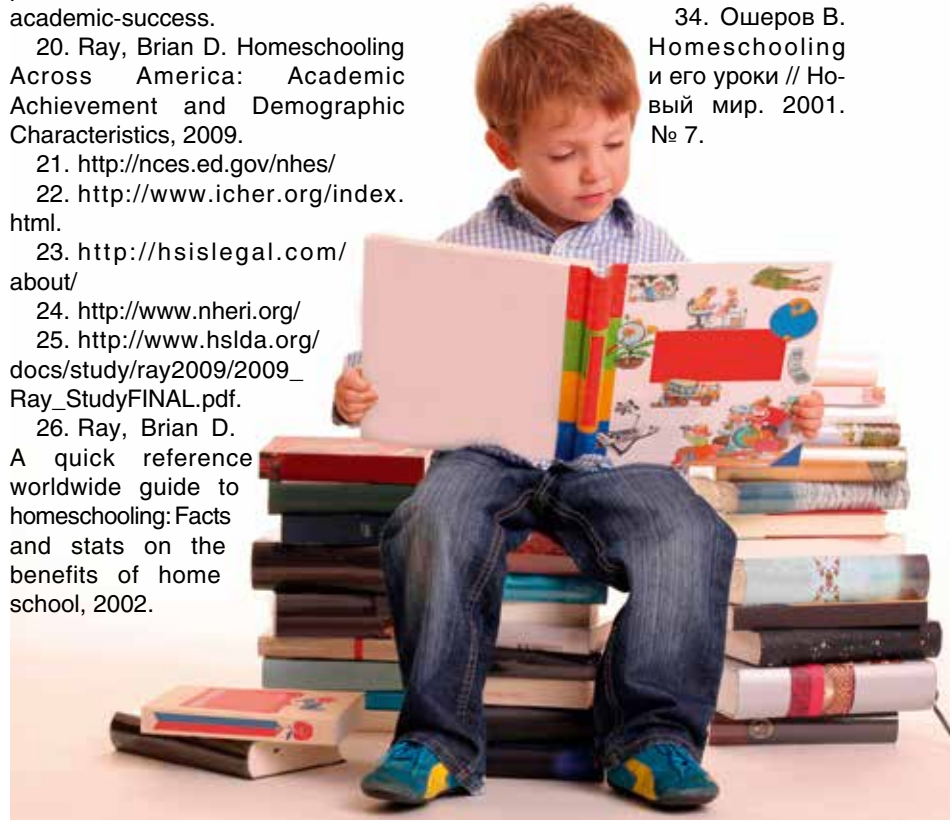 academic-success.
20. Ray, Brian D. Homeschooling
Across America: Academic
Achievement and Demographic
Characteristics, 2009.
21. http://nces.ed.gov/nhes/
22. http://www.icher.org/index.
html.
23. http://hsislegal.com/
about/
24. http://www.nheri.org/
25. http://www.hslda.org/
docs/study/ray2009/2009_
Ray_StudyFINAL.pdf.
26. Ray, Brian D.
A quick reference
worldwide guide to
homeschooling: Facts
and stats on the
benefits of home
school, 2002.
34. Ошеров В.
Homeschooling
и его уроки // Но-
вый мир. 2001.
№ 7.